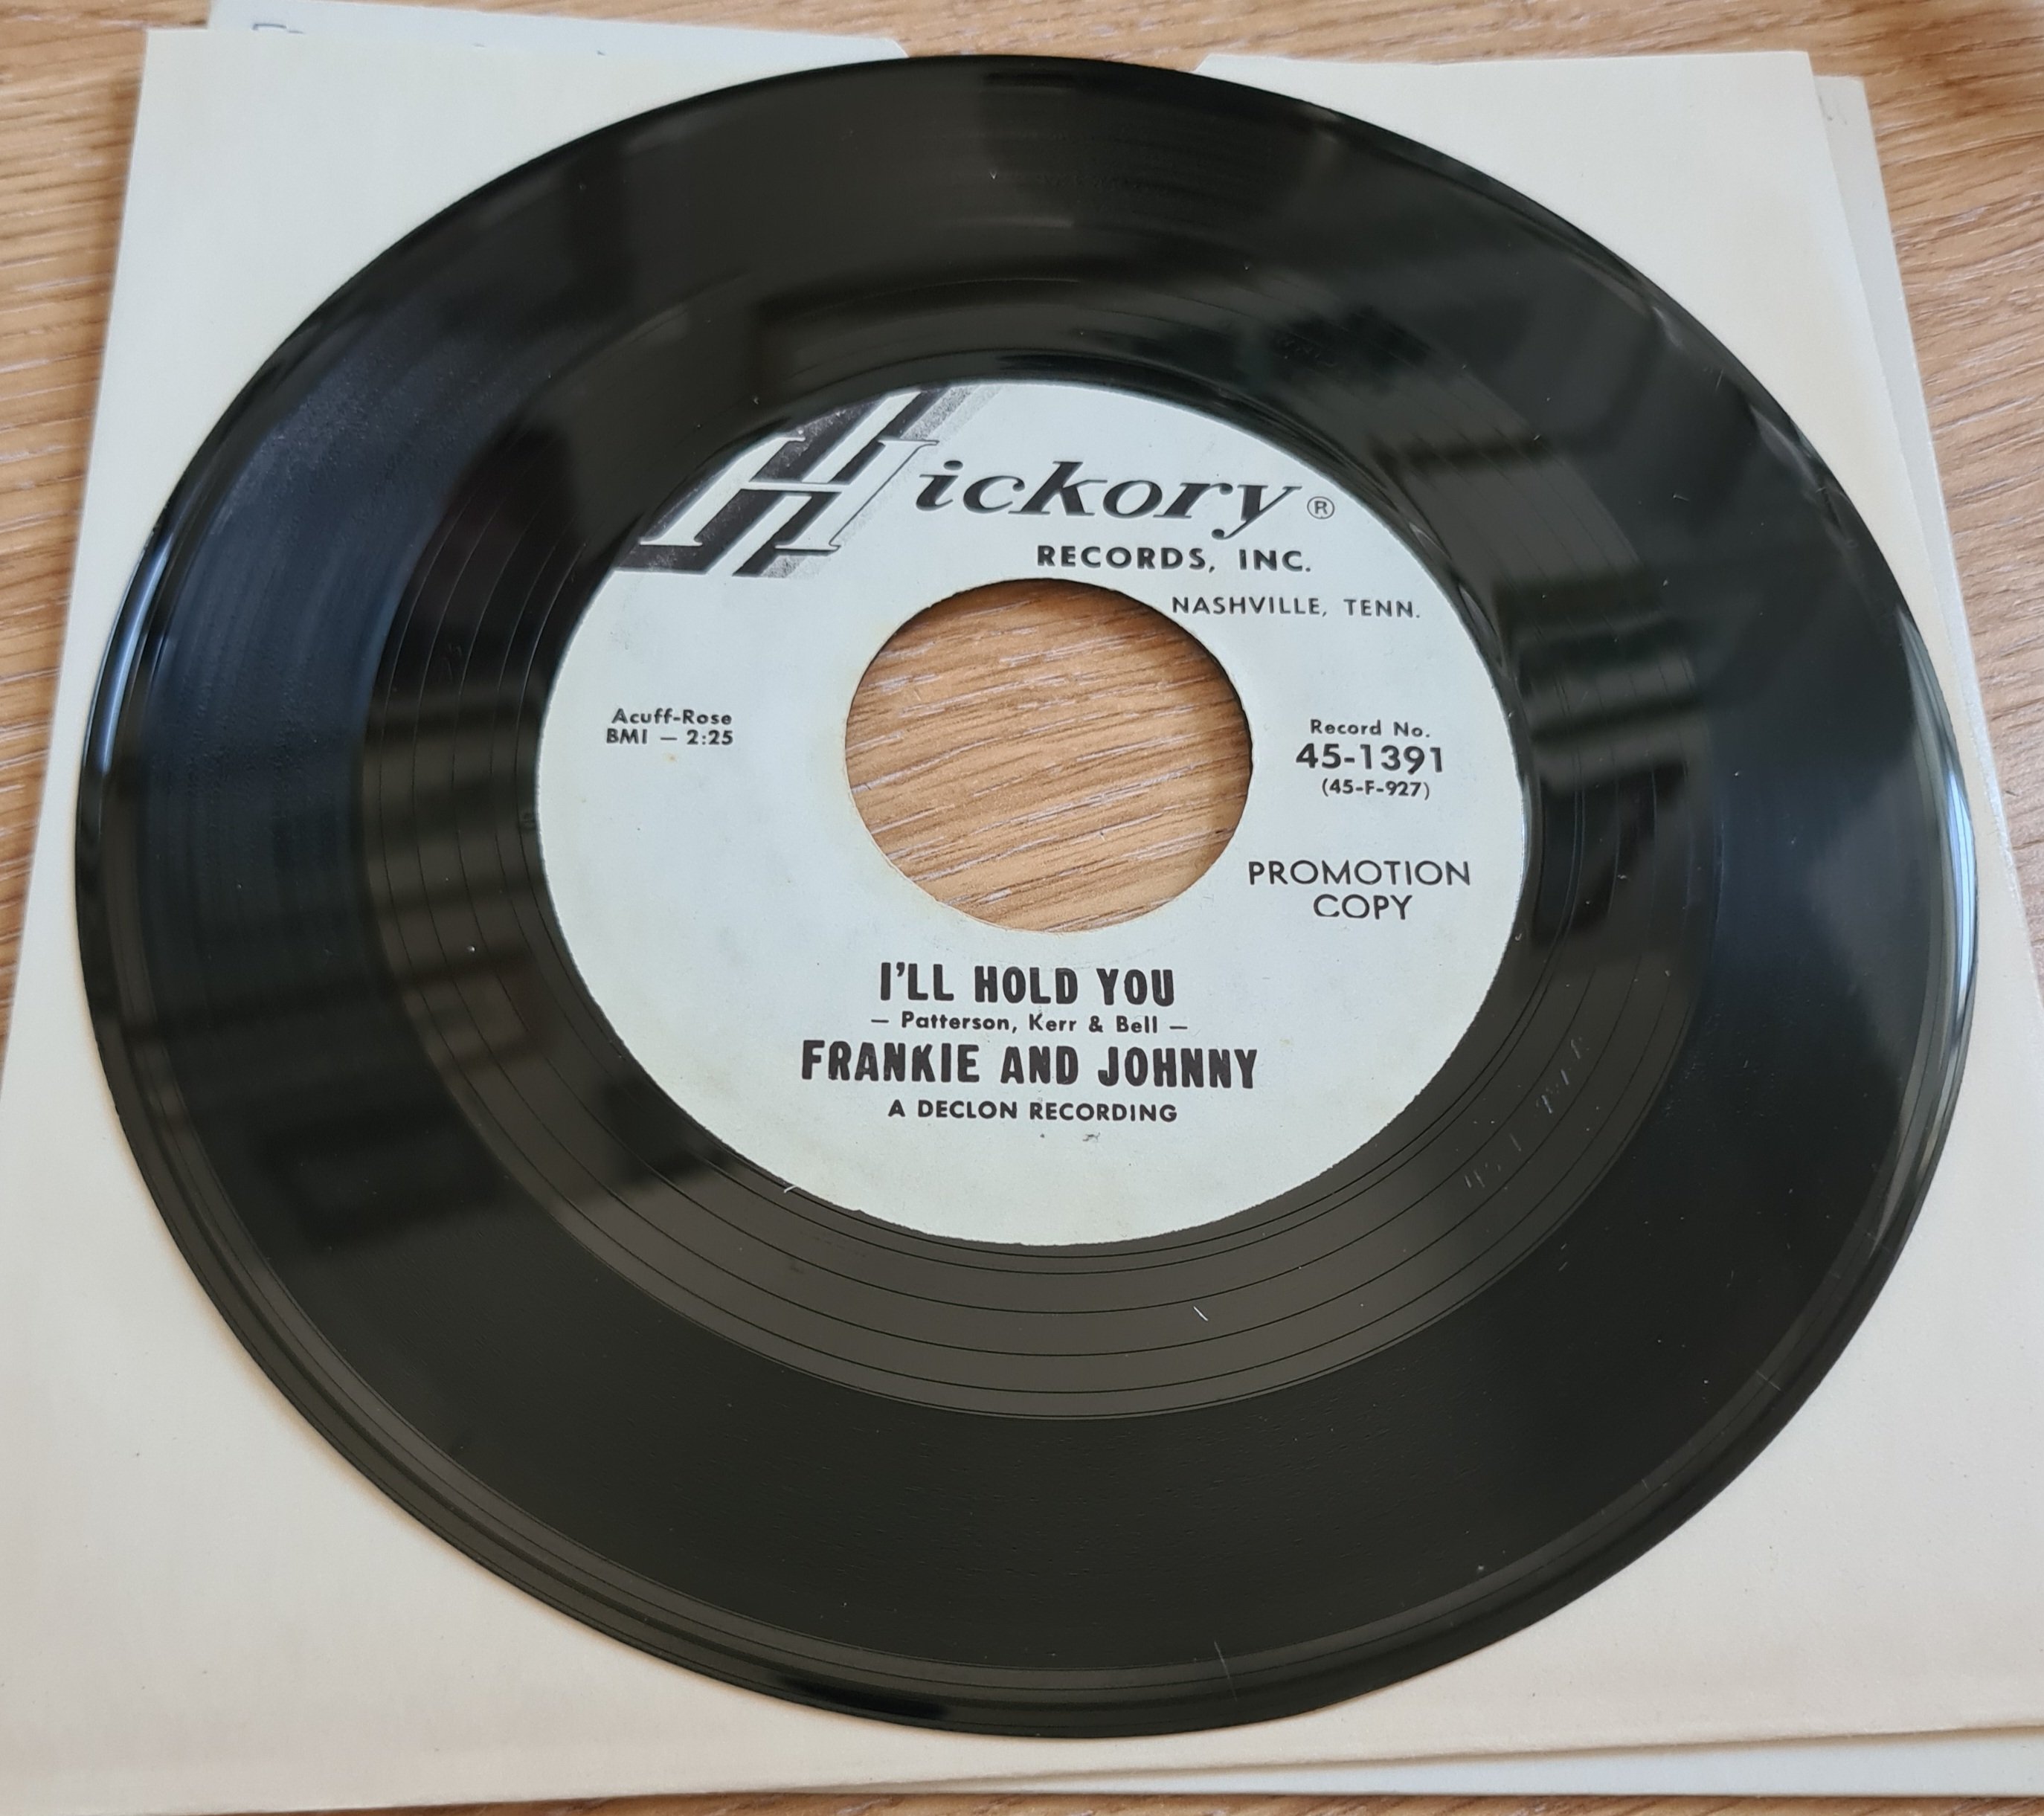 Hickory ®
RECORDS, INC.
NASHVILLE, TENN.
Acuff-Rose
BMI — 2:25
Record No.
45-1391
(45-F-927)
PROMOTION
COPY
I'LL HOLD YOU
— Patterson, Kerr & Bell —
FRANKIE AND JOHNNY
A DECLON RECORDING